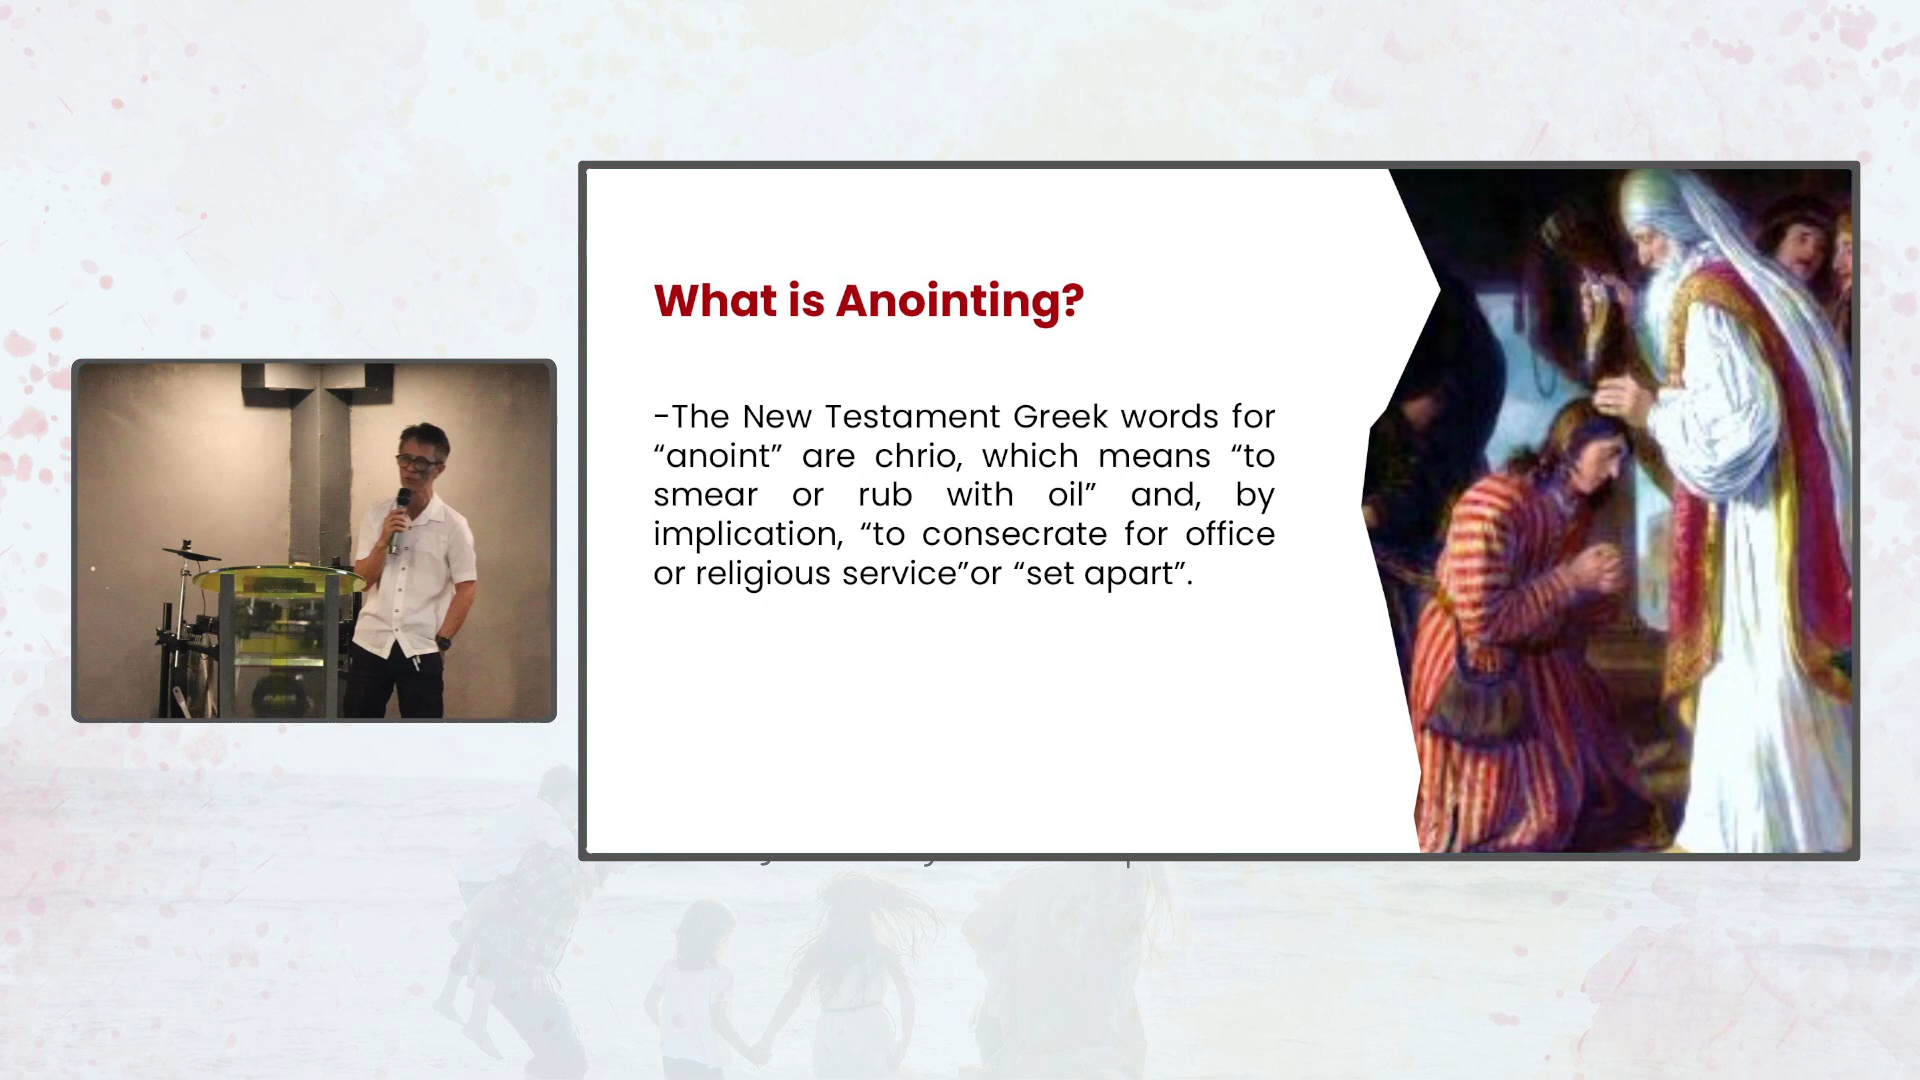 What is Anointing?
-The New Testament Greek words for
“anoint” are chrio, which means “to
smear or rub with oil” and, by
implication, “to consecrate for office
or religious service”or “set apart”.